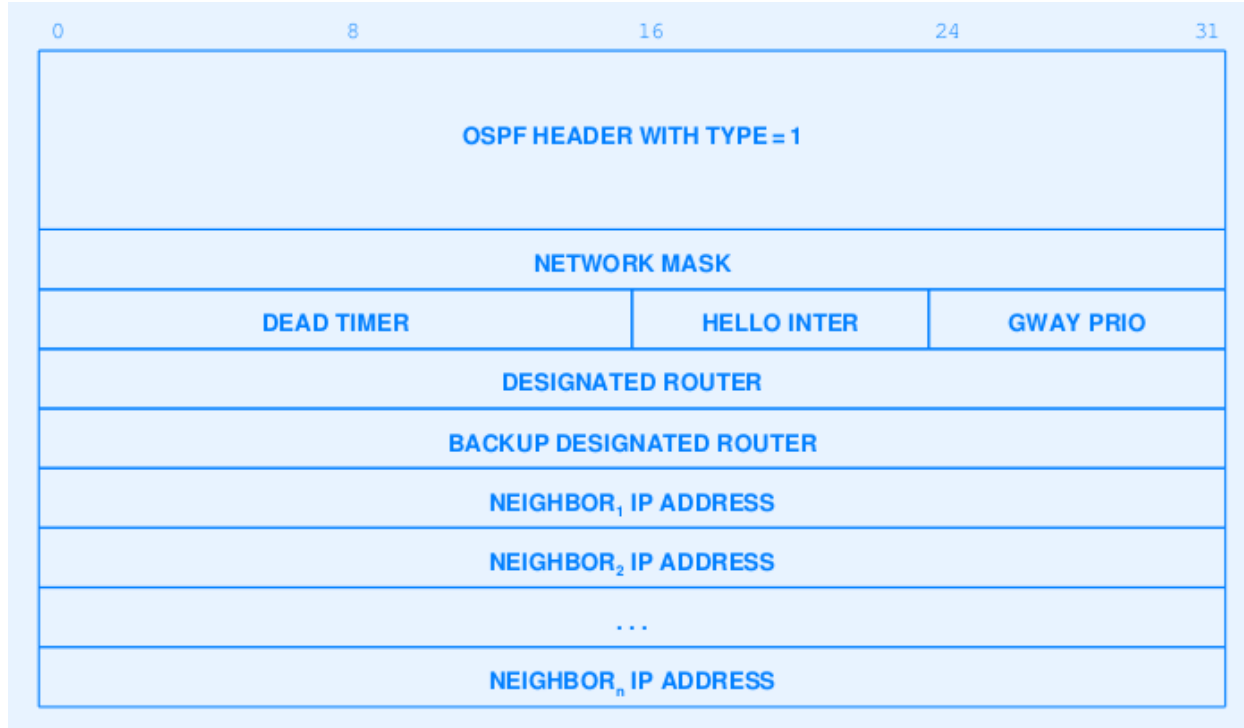 0 8 16 24 31
OSPF HEADER WITH TYPE = 1
NETWORK MASK
DEAD TIMER HELLO INTER GWAY PRIO
DESIGNATED ROUTER
BACKUP DESIGNATED ROUTER
NEIGHBOR₁ IP ADDRESS
NEIGHBOR₂ IP ADDRESS
. . .
NEIGHBORₙ IP ADDRESS